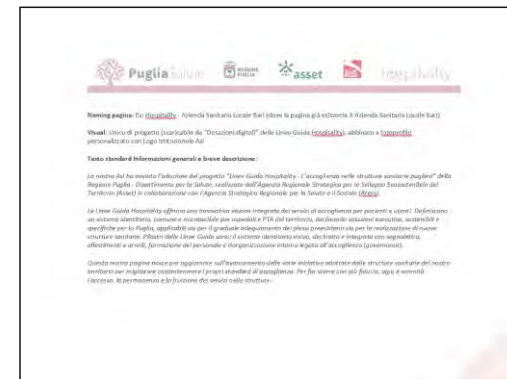 PugliaSalute REGIONE PUGLIA asset hospitality
Naming pagina: Es. Hospitality - Azienda Sanitaria Locale Bari (dove la pagina già esistente è Azienda Sanitaria Locale Bari)
Visual: Unico di progetto (scaricabile da "Dotazioni digitali" delle Linee Guida Hospitality), abbinato a
personalizzato con Logo Istituzionale Asl
Testo standard Informazioni generali e breve descrizione:
La nostra Asl ha avviato l'adozione del progetto "Linee Guida Hospitality - L'accoglienza nelle strutture sanitarie pugliesi" della
Regione Puglia - Dipartimento per la Salute, realizzato dall'Agenzia Regionale Strategica per lo Sviluppo Ecosostenibile del
Territorio (Asset) in collaborazione con l'Agenzia Strategica Regionale per la Salute e il Sociale (Aress).
Le Linee Guida Hospitality offrono una innovativa visione integrata dei servizi di accoglienza per pazienti e utenti. Definiscono
un sistema identitario, comune e riconoscibile per ospedali e PTA del territorio, declinando soluzioni esecutive, sostenibili e
specifiche per la Puglia, applicabili sia per il graduale adeguamento dei plessi preesistenti sia per la realizzazione di nuove
strutture sanitarie. Pilastri delle Linee Guida sono: il sistema identitario visivo, declinato e integrato con segnaletica,
allestimenti e arredi, formazione del personale e riorganizzazione interna legata all'accoglienza (governance).
Questa nostra pagina nasce per aggiornare sull'avanzamento delle varie iniziative adottate dalle strutture sanitarie del nostro
territorio per migliorare costantemente i propri standard di accoglienza. Per far vivere con più fiducia, agio e serenità
l'accesso, la permanenza e la fruizione dei servizi nelle strutture.